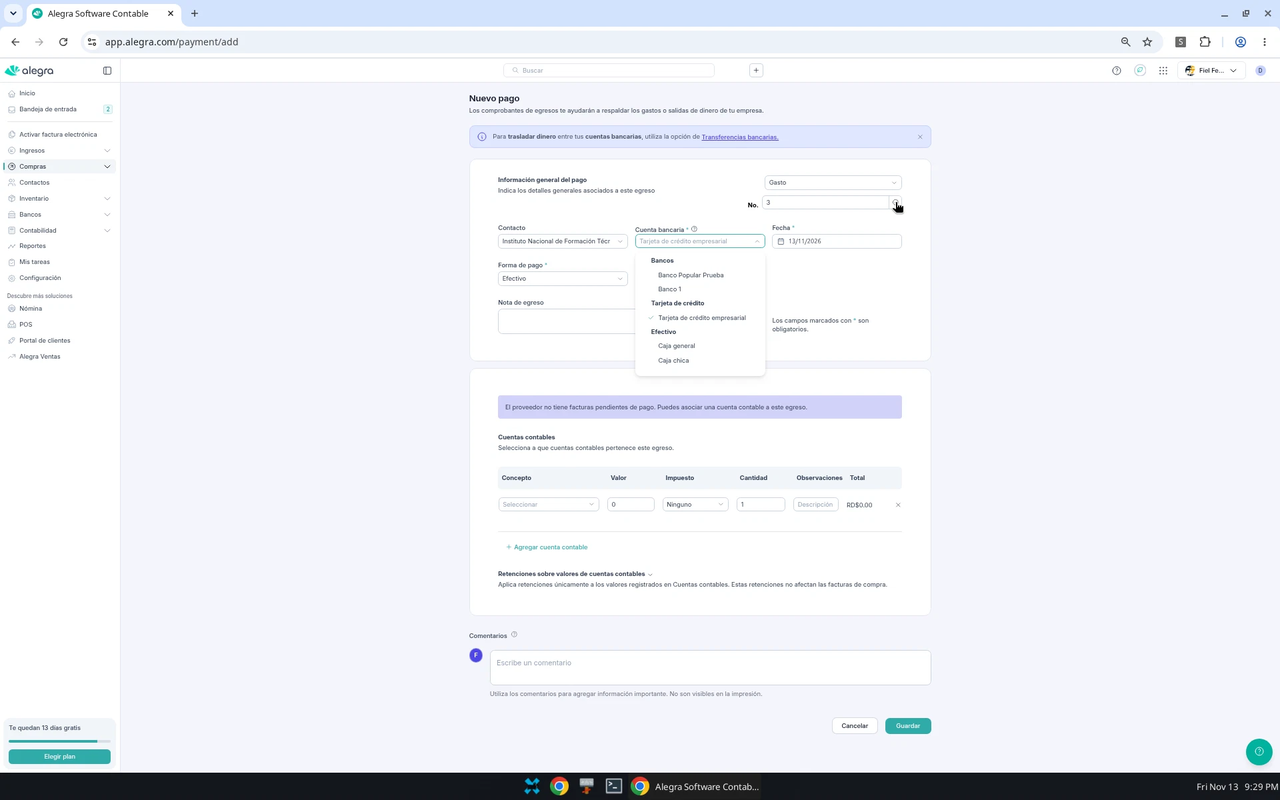 Alegra Software Contable
app.alegra.com/payment/add
S
alegra
Buscar
Fiel Fe...
D
Inicio
Bandeja de entrada 2
Activar factura electrónica
Ingresos
Compras
Contactos
Inventario
Bancos
Contabilidad
Reportes
Mis tareas
Configuración
Descubre más soluciones
Nómina
POS
Portal de clientes
Alegra Ventas
Te quedan 13 días gratis
Elegir plan
Nuevo pago
Los comprobantes de egresos te ayudarán a respaldar los gastos o salidas de dinero de tu empresa.
Para trasladar dinero entre tus cuentas bancarias, utiliza la opción de Transferencias bancarias.
Información general del pago
Indica los detalles generales asociados a este egreso
Gasto
No. 3
Contacto
Instituto Nacional de Formación Técr
Cuenta bancaria *
Tarjeta de crédito empresarial
Fecha *
13/11/2026
Forma de pago *
Efectivo
Nota de egreso
Bancos
Banco Popular Prueba
Banco 1
Tarjeta de crédito
Tarjeta de crédito empresarial
Efectivo
Caja general
Caja chica
Los campos marcados con * son
obligatorios.
El proveedor no tiene facturas pendientes de pago. Puedes asociar una cuenta contable a este egreso.
Cuentas contables
Selecciona a que cuentas contables pertenece este egreso.
Concepto Valor Impuesto Cantidad Observaciones Total
Seleccionar 0 Ninguno 1 Descripción RD$0.00
+ Agregar cuenta contable
Retenciones sobre valores de cuentas contables
Aplica retenciones únicamente a los valores registrados en Cuentas contables. Estas retenciones no afectan las facturas de compra.
Comentarios
F
Escribe un comentario
Utiliza los comentarios para agregar información importante. No son visibles en la impresión.
Cancelar
Guardar
Alegra Software Contab...
Fri Nov 13 9:29 PM